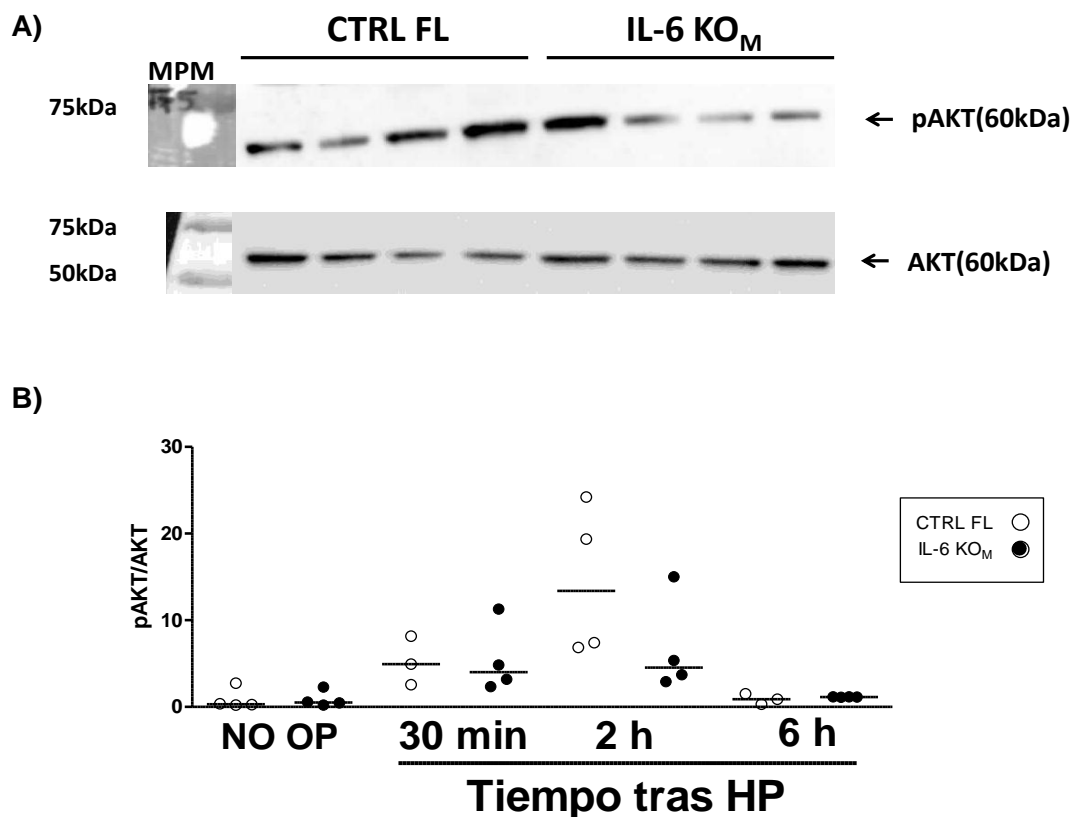 A)
CTRL FL
IL-6 KOM
MPM
75kDa
pAKT(60kDa)
75kDa
50kDa
AKT(60kDa)
B)
30
20
10
0
pAKT/AKT
CTRL FL
IL-6 KOM
NO OP
30 min
2 h
6 h
Tiempo tras HP